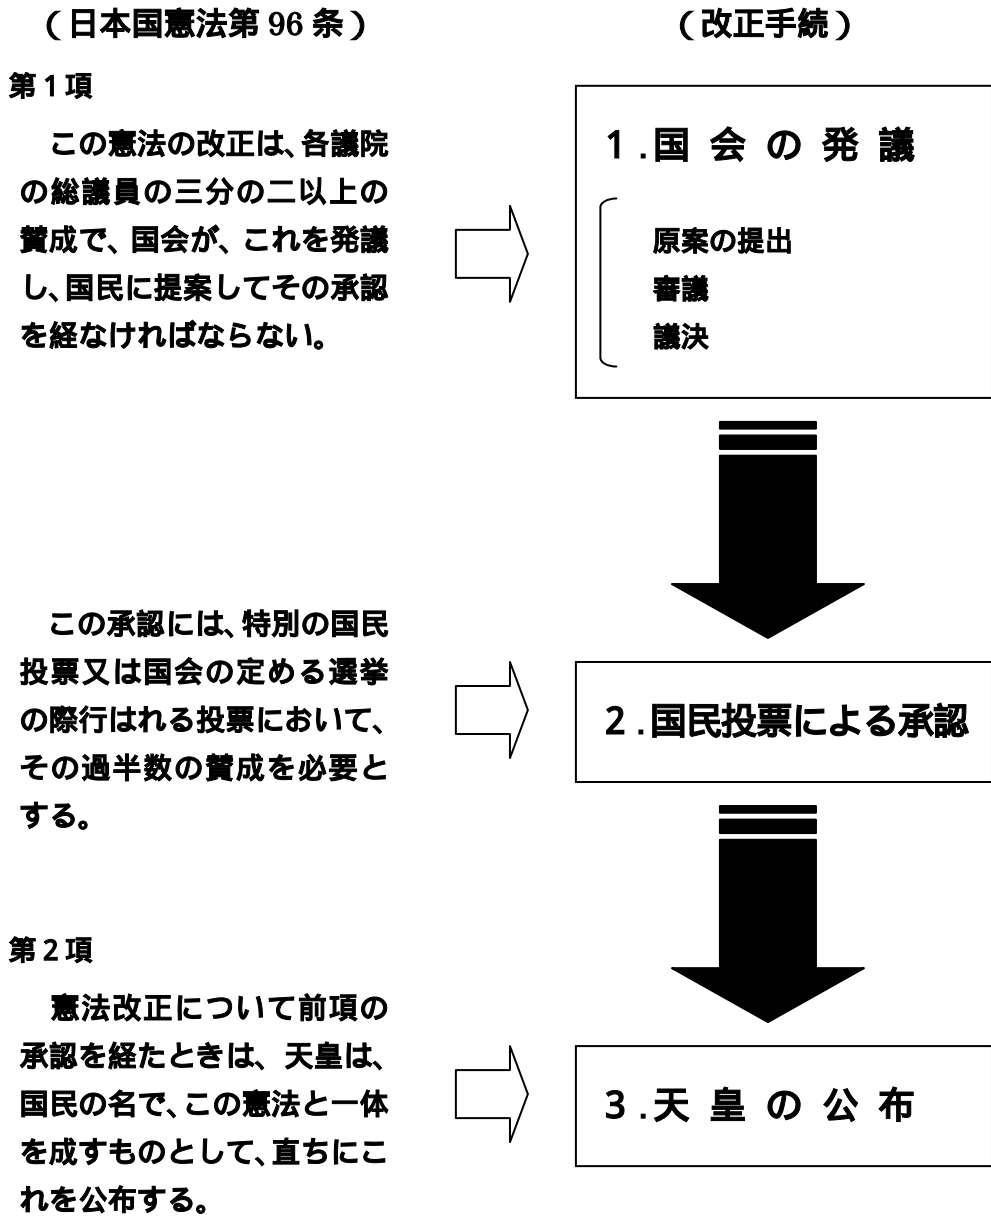 （日本国憲法第 96 条）
（改正手続）
第１項
この憲法の改正は、各議院
の総議員の三分の二以上の
賛成で、国会が、これを発議
し、国民に提案してその承認
を経なければならない。
１.国会の発議
原案の提出
審議
議決
この承認には、特別の国民
投票又は国会の定める選挙
の際行はれる投票において、
その過半数の賛成を必要と
する。
２.国民投票による承認
第２項
憲法改正について前項の
承認を経たときは、天皇は、
国民の名で、この憲法と一体
を成すものとして、直ちにこ
れを公布する。
３.天皇の公布